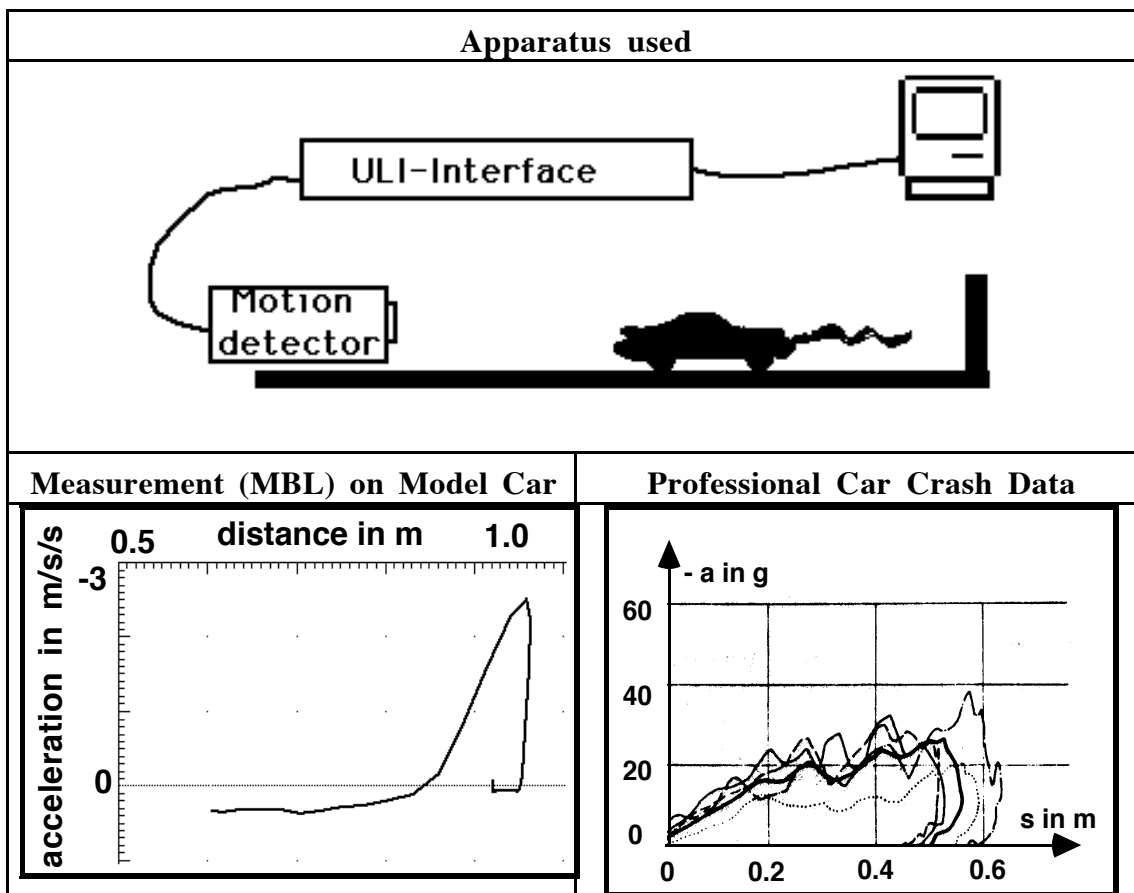 Apparatus used
ULI-Interface
Motion
detector
Measurement (MBL) on Model Car
Professional Car Crash Data
0.5 distance in m 1.0
-3
acceleration in m/s/s
0
- a in g
60
40
20
0
s in m
0 0.2 0.4 0.6